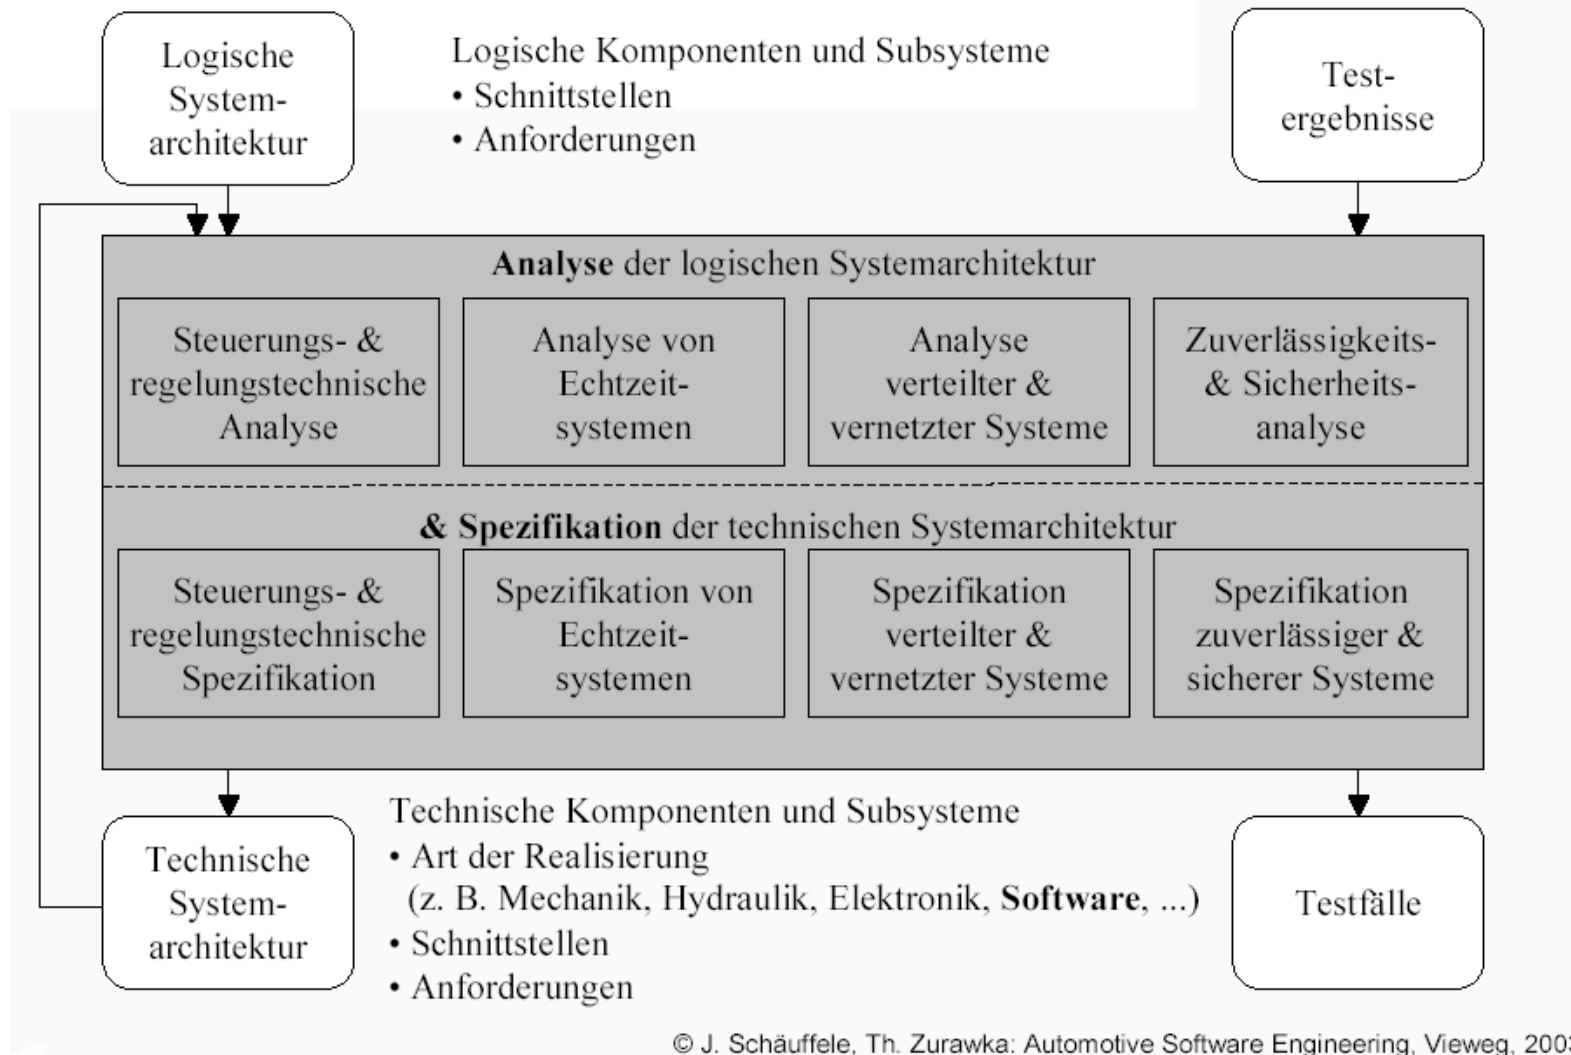 Logische
System-
architektur
Logische Komponenten und Subsysteme
• Schnittstellen
• Anforderungen
Test-
ergebnisse
Analyse der logischen Systemarchitektur
Steuerungs- &
regelungstechnische
Analyse
Analyse von
Echtzeit-
systemen
Analyse
verteilter &
vernetzter Systeme
Zuverlässigkeits-
& Sicherheits-
analyse
& Spezifikation der technischen Systemarchitektur
Steuerungs- &
regelungstechnische
Spezifikation
Spezifikation von
Echtzeit-
systemen
Spezifikation
verteilter &
vernetzter Systeme
Spezifikation
zuverlässiger &
sicherer Systeme
Technische
System-
architektur
Technische Komponenten und Subsysteme
• Art der Realisierung
(z. B. Mechanik, Hydraulik, Elektronik, Software, ...)
• Schnittstellen
• Anforderungen
Testfälle
© J. Schäuffele, Th. Zurawka: Automotive Software Engineering, Vieweg, 2003